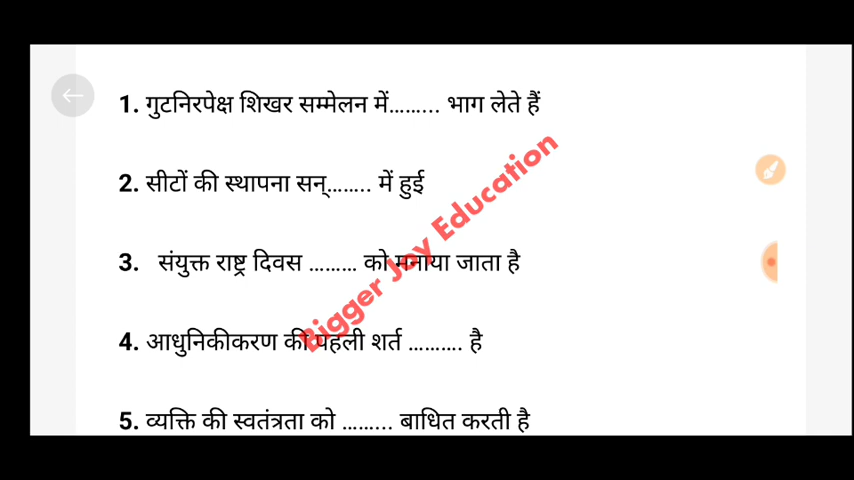 1. गुटनिरपेक्ष शिखर सम्मेलन में......... भाग लेते हैं
2. सीटों की स्थापना सन्........ में हुई
3. संयुक्त राष्ट्र दिवस ......... को मनाया जाता है
4. आधुनिकीकरण की पहली शर्त .......... है
5. व्यक्ति की स्वतंत्रता को ......... बाधित करती है
Bigger Joy Education